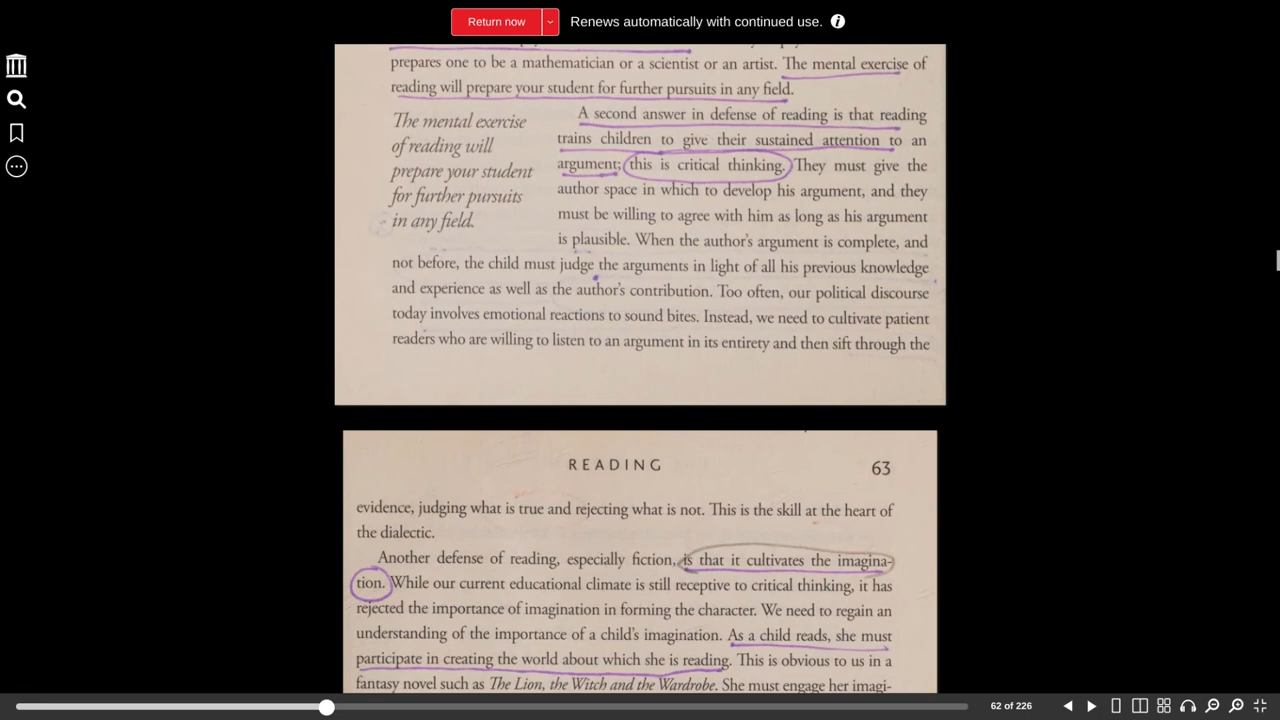 Return now
Renews automatically with continued use.
prepares one to be a mathematician or a scientist or an artist. The mental exercise of
reading will prepare your student for further pursuits in any field.
The mental exercise
of reading will
prepare your student
for further pursuits
in any field.
A second answer in defense of reading is that reading
trains children to give their sustained attention to an
argument; this is critical thinking. They must give the
author space in which to develop his argument, and they
must be willing to agree with him as long as his argument
is plausible. When the author's argument is complete, and
not before, the child must judge the arguments in light of all his previous knowledge
and experience as well as the author's contribution. Too often, our political discourse
today involves emotional reactions to sound bites. Instead, we need to cultivate patient
readers who are willing to listen to an argument in its entirety and then sift through the
READING 63
evidence, judging what is true and rejecting what is not. This is the skill at the heart of
the dialectic.
Another defense of reading, especially fiction, is that it cultivates the imagina-
tion. While our current educational climate is still receptive to critical thinking, it has
rejected the importance of imagination in forming the character. We need to regain an
understanding of the importance of a child's imagination. As a child reads, she must
participate in creating the world about which she is reading. This is obvious to us in a
fantasy novel such as The Lion, the Witch and the Wardrobe. She must engage her imagi-
62 of 226